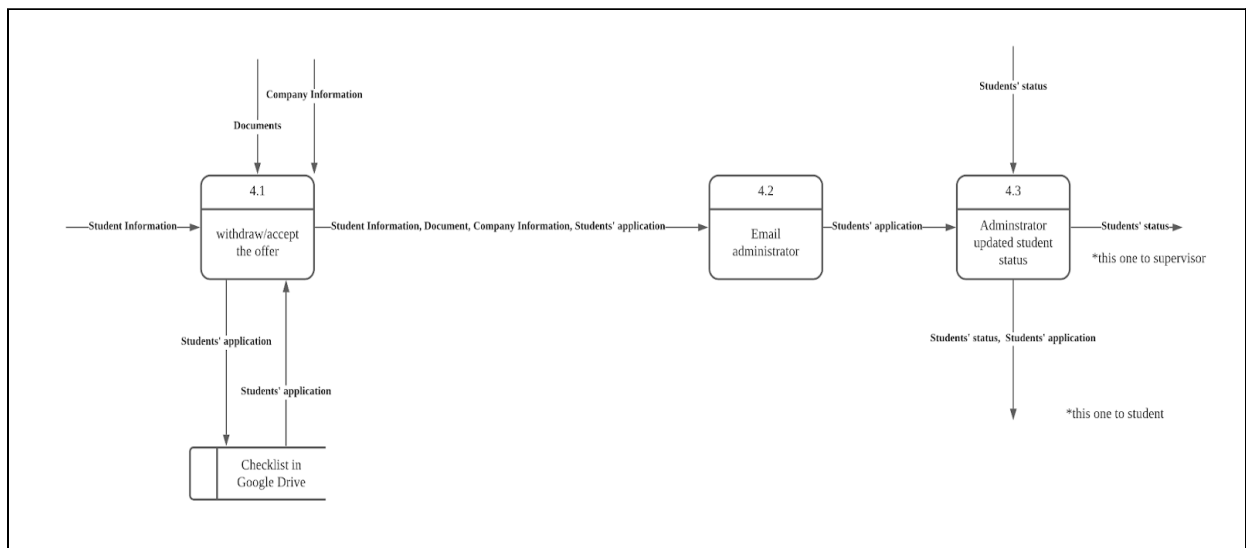 Students' status
Company Information
Documents
4.1
4.2
4.3
Student Information
withdraw/accept
the offer
Student Information, Document, Company Information, Students' application
Email
administrator
Students' application
Adminstrator
updated student
status
Students' status
*this one to supervisor
Students' application
Students' status, Students' application
Students' application
*this one to student
Checklist in
Google Drive